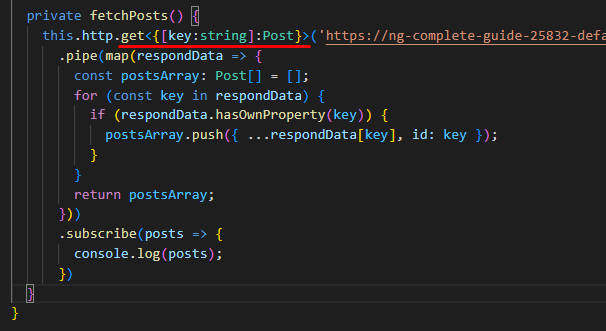 private fetchPosts() {
this.http.get<{[key:string]:Post}>('https://ng-complete-guide-25832-defa
.pipe(map(respondData => {
const postsArray: Post[] = [];
for (const key in respondData) {
if (respondData.hasOwnProperty(key)) {
postsArray.push({ ...respondData[key], id: key });
}
}
return postsArray;
}))
.subscribe(posts => {
console.log(posts);
})
}
}